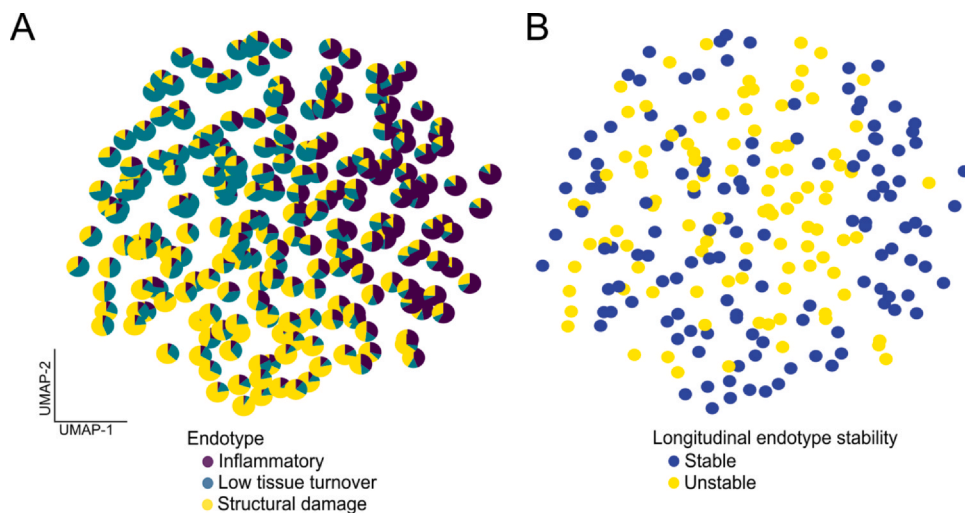 A
B
UMAP-2
UMAP-1
Endotype
Inflammatory
Low tissue turnover
Structural damage
Longitudinal endotype stability
Stable
Unstable